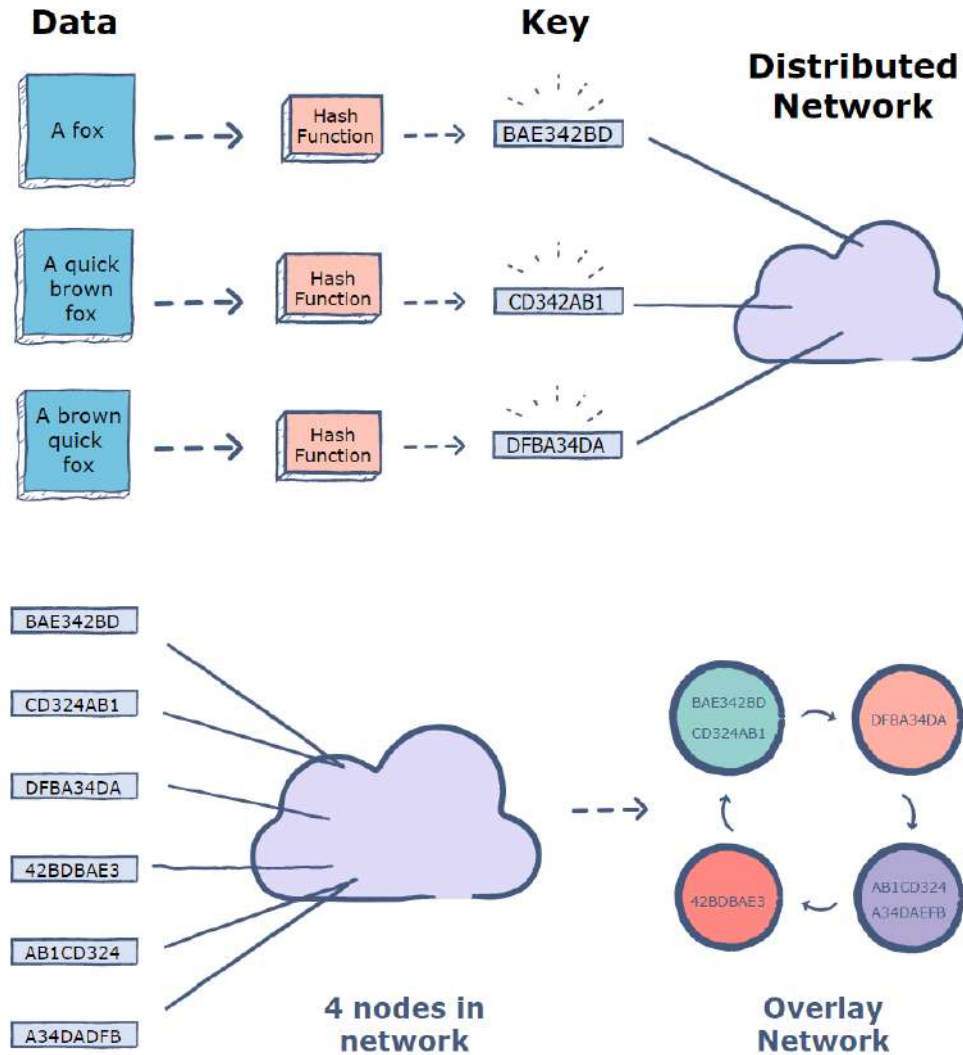 Data
Key
Distributed
Network
A fox
Hash
Function
BAE342BD
A quick
brown
fox
Hash
Function
CD342AB1
A brown
quick
fox
Hash
Function
DFBA34DA
BAE342BD
CD324AB1
DFBA34DA
42BDBAE3
AB1CD324
A34DADFB
4 nodes in
network
BAE342BD
CD324AB1
DFBA34DA
42BDBAE3
AB1CD324
A34DAEFB
Overlay
Network